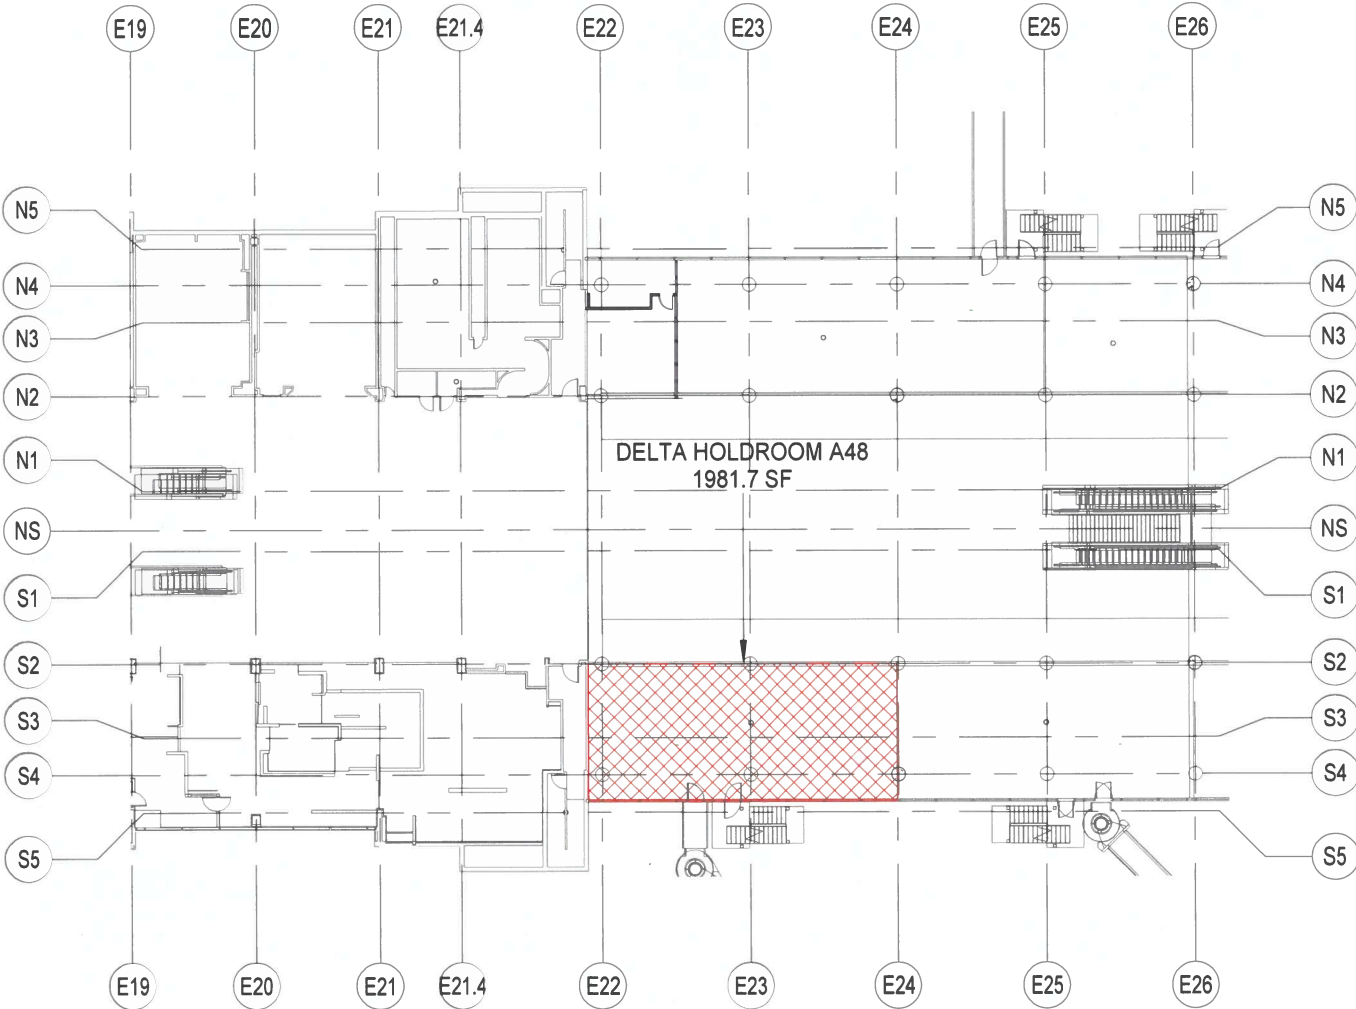 E19 E20 E21 E21.4 E22 E23 E24 E25 E26
N5 N5
N4 N4
N3 N3
N2 N2
DELTA HOLDROOM A48
N1 N1
1981.7 SF
NS NS
S1 S1
S2 S2
S3 S3
S4 S4
S5 S5
E19 E20 E21 E21.4 E22 E23 E24 E25 E26